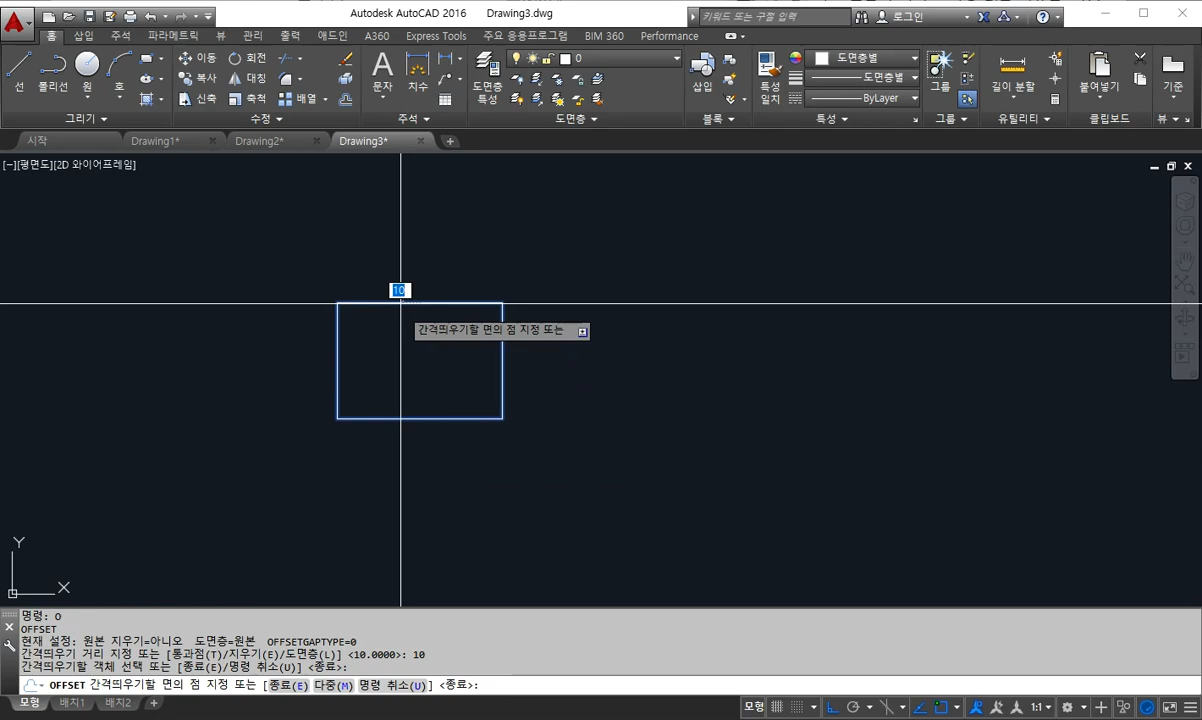 Autodesk AutoCAD 2016 Drawing3.dwg 키워드 또는 구절 입력 로그인
홈 삽입 주석 파라메트릭 뷰 관리 출력 애드인 A360 Express Tools 주요 응용프로그램 BIM 360 Performance
선 폴리선 원 호
이동 회전
복사 대칭
신축 축척 배열
문자 치수
도면층 특성
0
삽입
특성 일치
도면층별
도면층별
ByLayer
그룹
길이 분할
붙여넣기
기준
그리기 수정 주석 도면층 블록 특성 그룹 유틸리티 클립보드 뷰
시작 Drawing1* Drawing2* Drawing3*
[−][평면도][2D 와이어프레임]
10
간격띄우기할 면의 점 지정 또는
Y
X
명령: O
OFFSET
현재 설정: 원본 지우기=아니오 도면층=원본 OFFSETGAPTYPE=0
간격띄우기 거리 지정 또는 [통과점(T)/지우기(E)/도면층(L)] <10.0000>: 10
간격띄우기할 객체 선택 또는 [종료(E)/명령 취소(U)] <종료>:
OFFSET 간격띄우기할 면의 점 지정 또는 [종료(E) 다중(M) 명령 취소(U)] <종료>:
모형 배치1 배치2
모형 1:1